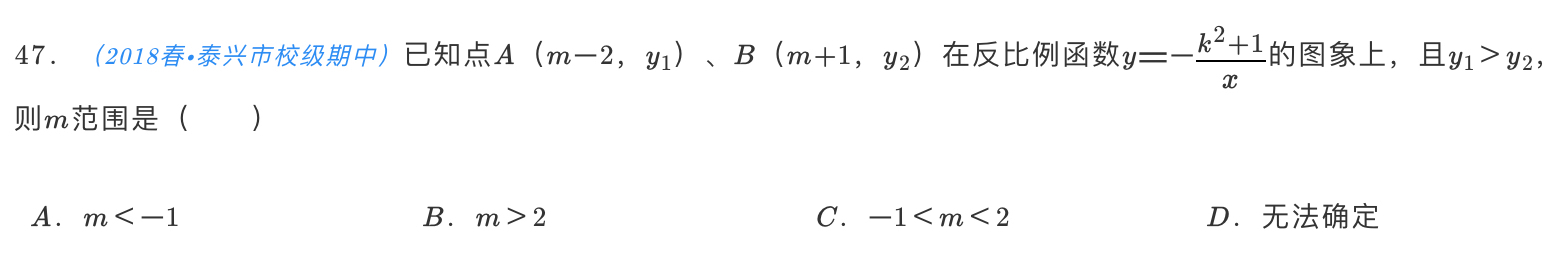 47. (2018春•泰兴市校级期中)已知点A(m−2,y₁)、B(m+1,y₂)在反比例函数y=−\frac{k²+1}{x}的图象上,且y₁>y₂,
则m范围是(  )
A. m<−1 B. m>2 C. −1<m<2 D. 无法确定